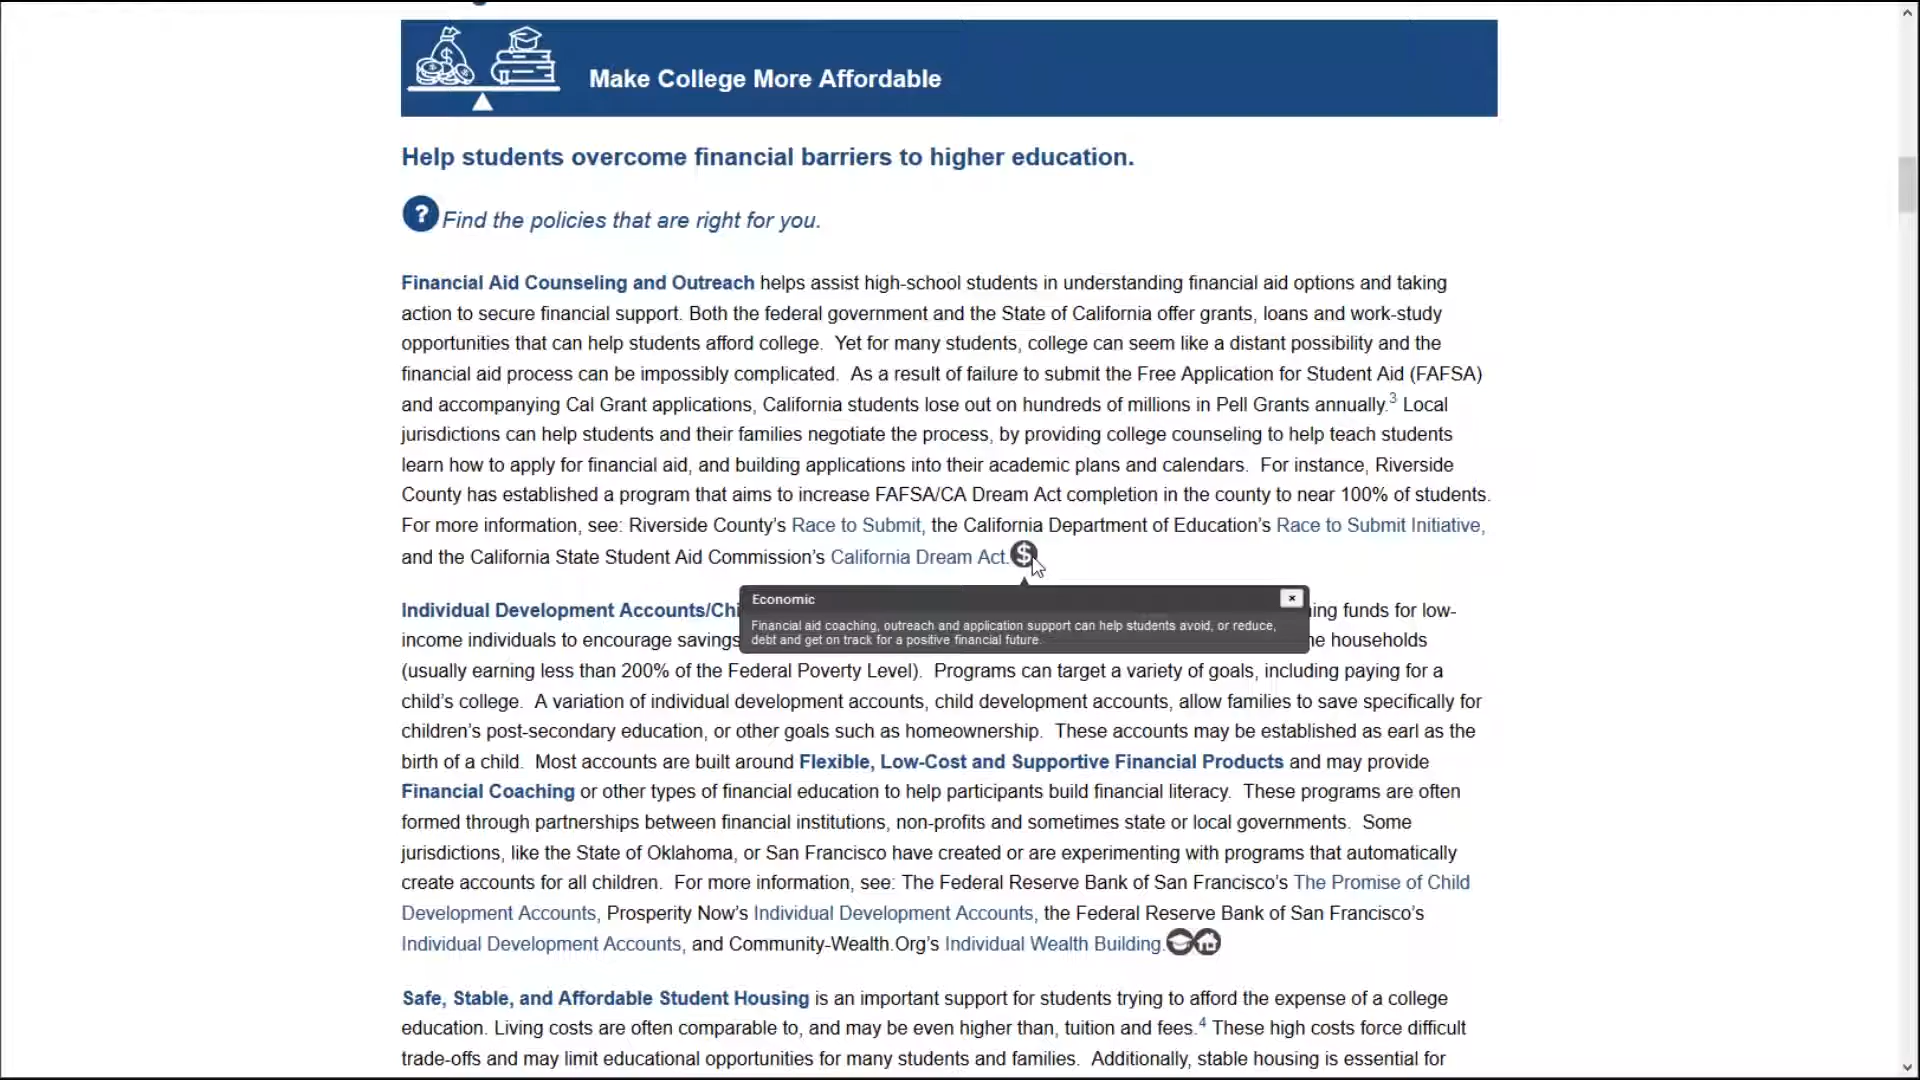 Make College More Affordable
Help students overcome financial barriers to higher education.
? Find the policies that are right for you.
Financial Aid Counseling and Outreach helps assist high-school students in understanding financial aid options and taking
action to secure financial support. Both the federal government and the State of California offer grants, loans and work-study
opportunities that can help students afford college.  Yet for many students, college can seem like a distant possibility and the
financial aid process can be impossibly complicated.  As a result of failure to submit the Free Application for Student Aid (FAFSA)
and accompanying Cal Grant applications, California students lose out on hundreds of millions in Pell Grants annually.3 Local
jurisdictions can help students and their families negotiate the process, by providing college counseling to help teach students
learn how to apply for financial aid, and building applications into their academic plans and calendars.  For instance, Riverside
County has established a program that aims to increase FAFSA/CA Dream Act completion in the county to near 100% of students.
For more information, see: Riverside County’s Race to Submit, the California Department of Education’s Race to Submit Initiative,
and the California State Student Aid Commission’s California Dream Act. $
Economic
×
Financial aid coaching, outreach and application support can help students avoid, or reduce,
debt and get on track for a positive financial future.
Individual Development Accounts/Chi ing funds for low-
income individuals to encourage savings he households
(usually earning less than 200% of the Federal Poverty Level).  Programs can target a variety of goals, including paying for a
child’s college.  A variation of individual development accounts, child development accounts, allow families to save specifically for
children’s post-secondary education, or other goals such as homeownership.  These accounts may be established as earl as the
birth of a child.  Most accounts are built around Flexible, Low-Cost and Supportive Financial Products and may provide
Financial Coaching or other types of financial education to help participants build financial literacy.  These programs are often
formed through partnerships between financial institutions, non-profits and sometimes state or local governments.  Some
jurisdictions, like the State of Oklahoma, or San Francisco have created or are experimenting with programs that automatically
create accounts for all children.  For more information, see: The Federal Reserve Bank of San Francisco’s The Promise of Child
Development Accounts, Prosperity Now’s Individual Development Accounts, the Federal Reserve Bank of San Francisco’s
Individual Development Accounts, and Community-Wealth.Org’s Individual Wealth Building.
Safe, Stable, and Affordable Student Housing is an important support for students trying to afford the expense of a college
education. Living costs are often comparable to, and may be even higher than, tuition and fees.4 These high costs force difficult
trade-offs and may limit educational opportunities for many students and families.  Additionally, stable housing is essential for